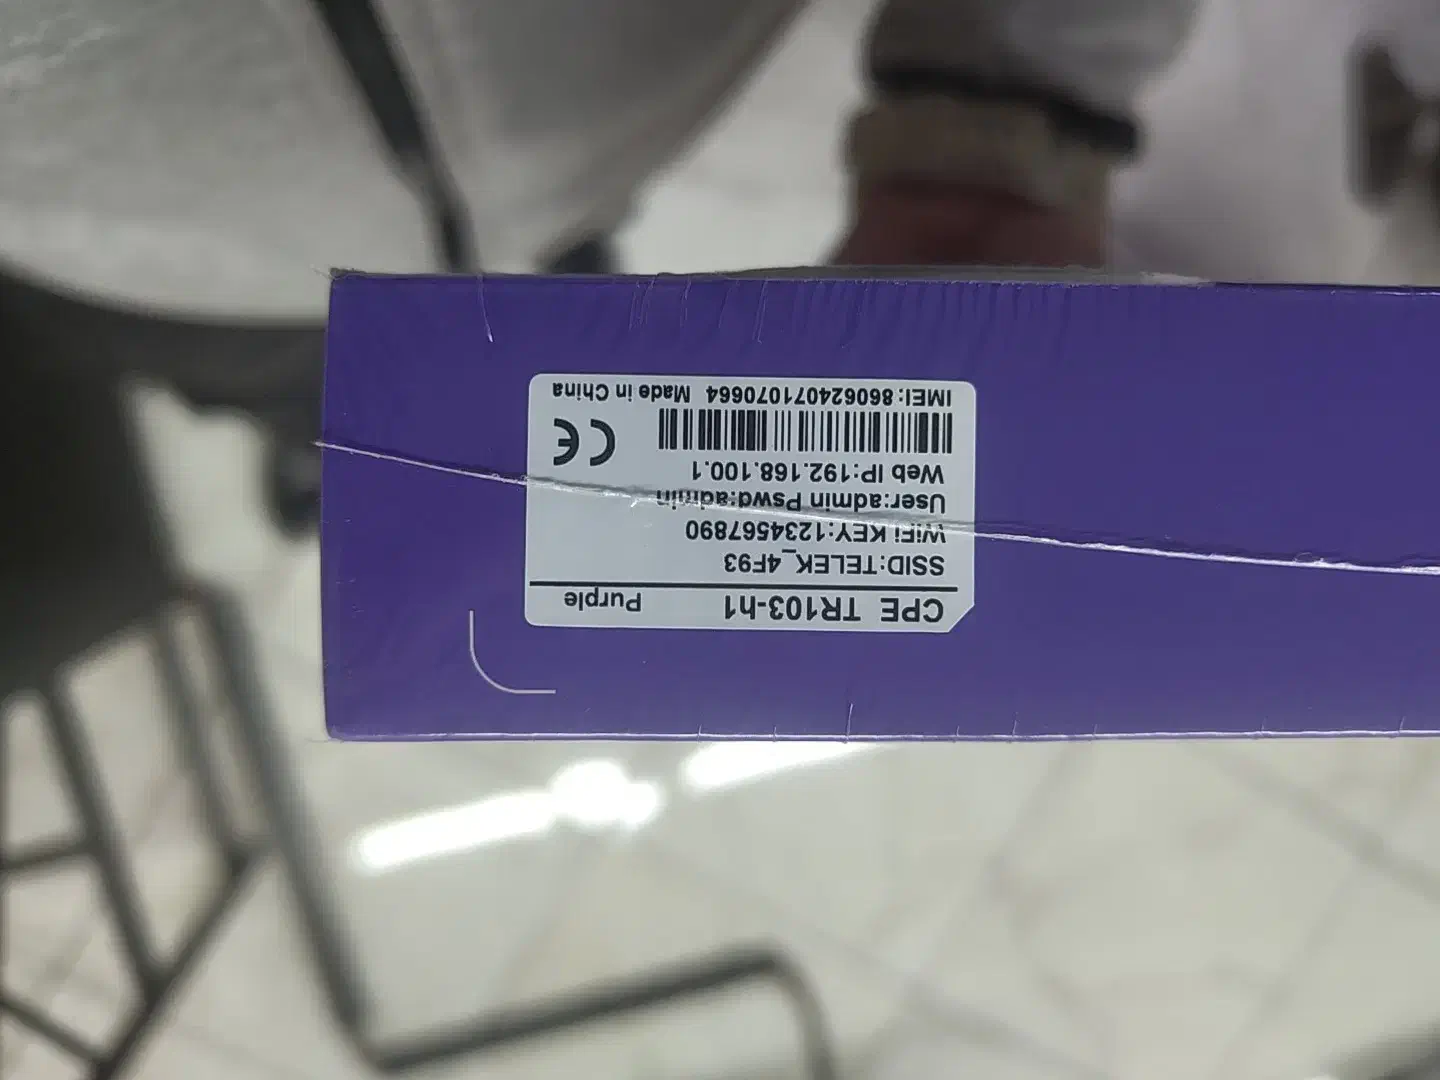 CPE TR103-h1 Purple
SSID:TELEK_4F93
WiFi KEY:1234567890
User:admin Pswd:admin
Web IP:192.168.100.1
CE
IMEI:860624071070664 Made in China